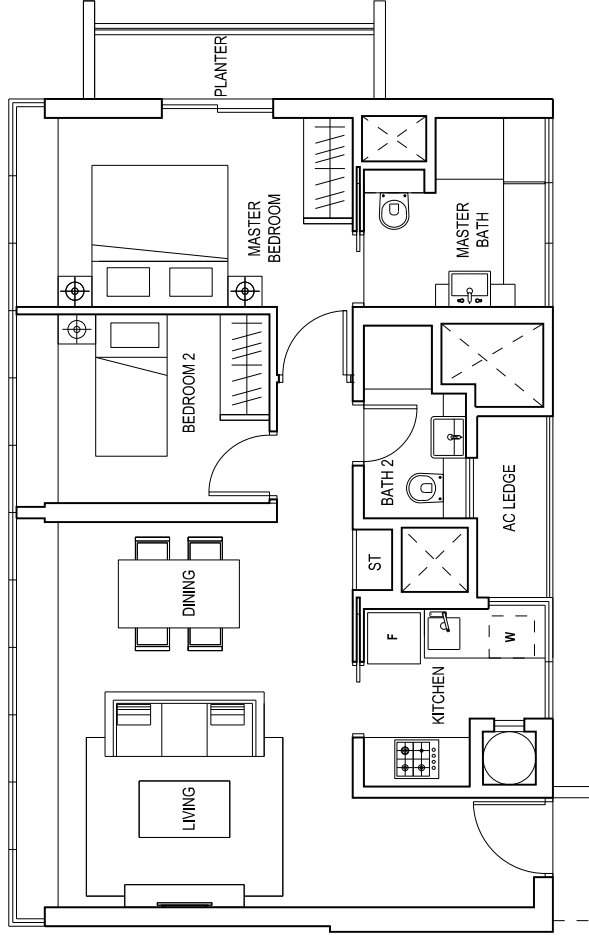 PLANTER
MASTER
BEDROOM
MASTER
BATH
BEDROOM 2
BATH 2
AC LEDGE
DINING
ST
F
W
KITCHEN
LIVING